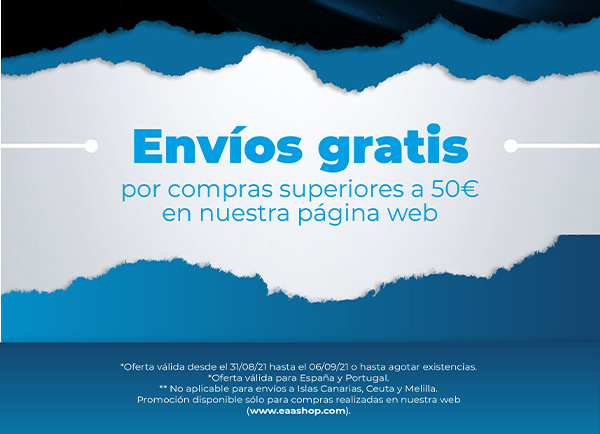 Envíos gratis
por compras superiores a 50€
en nuestra página web
*Oferta válida desde el 31/08/21 hasta el 06/09/21 o hasta agotar existencias.
*Oferta válida para España y Portugal.
** No aplicable para envíos a Islas Canarias, Ceuta y Melilla.
Promoción disponible sólo para compras realizadas en nuestra web
(www.eaashop.com).